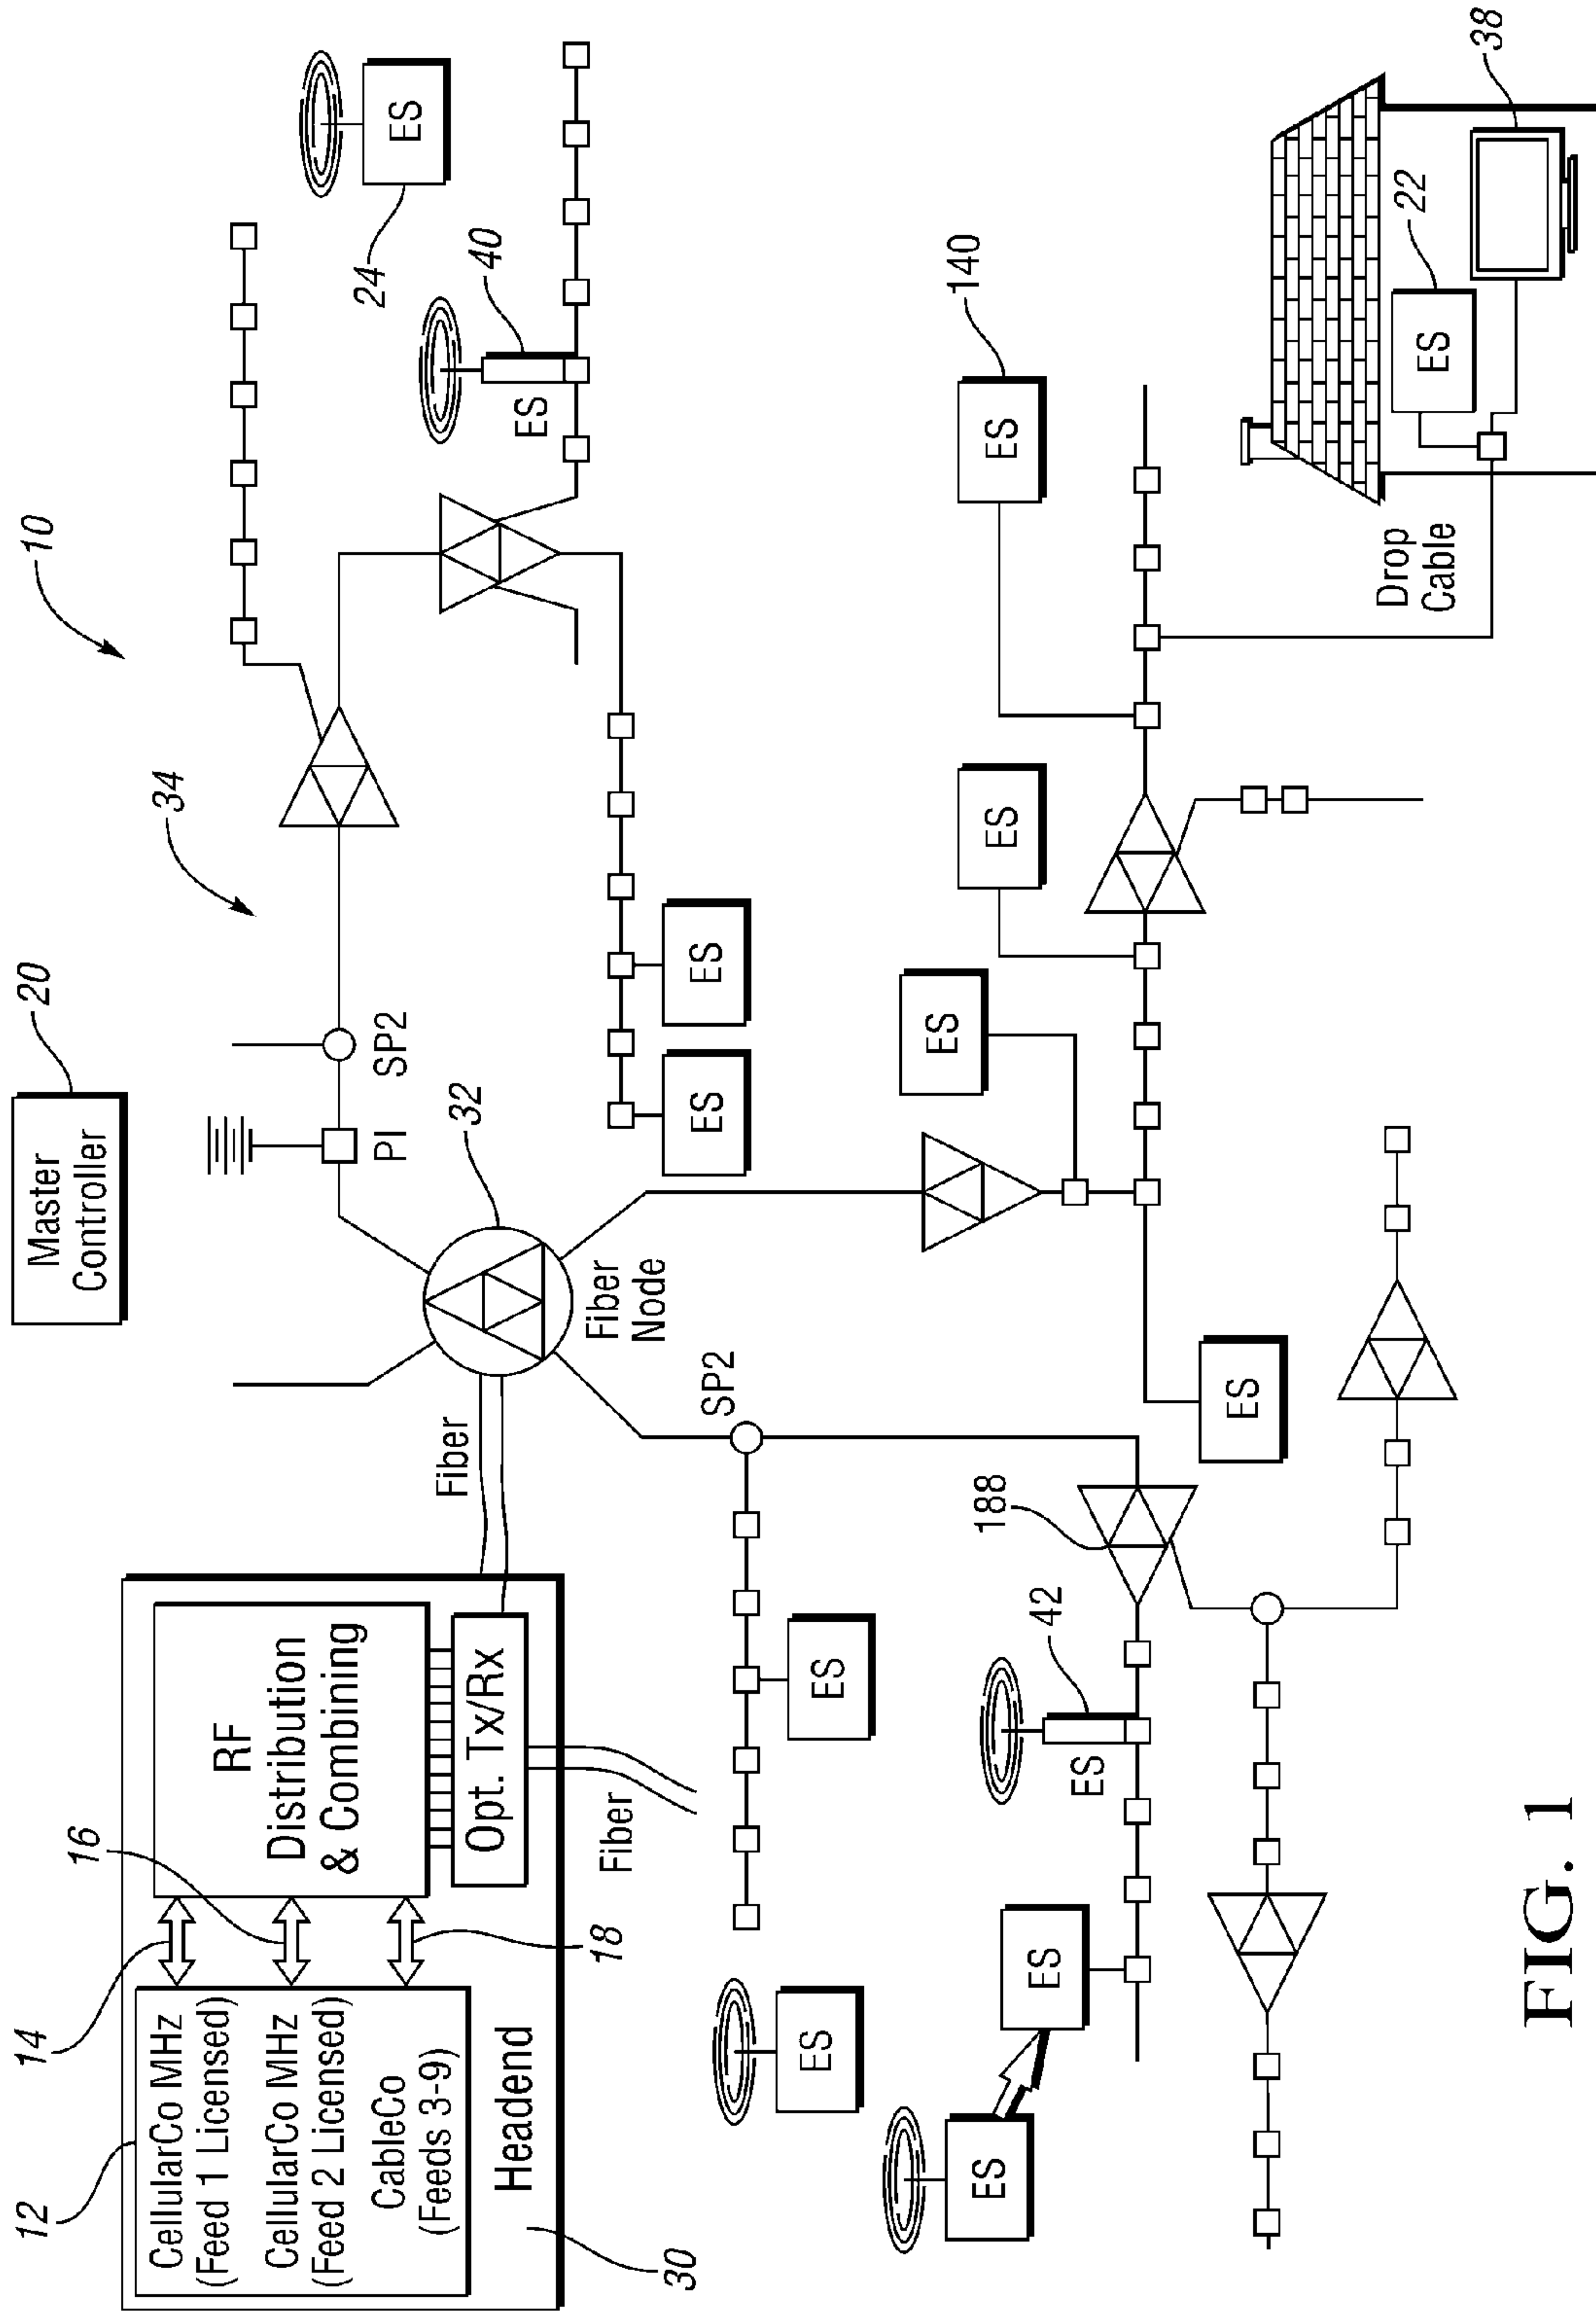 12
14
16
20
Master
Controller
10
CellularCo MHz
(Feed 1 Licensed)
CellularCo MHz
(Feed 2 Licensed)
CableCo
(Feeds 3-9)
Headend
30
18
RF
Distribution
& Combining
Opt. Tx/Rx
Fiber
Fiber
34
PI
SP2
32
Fiber
Node
24
ES
40
ES
ES
ES
SP2
ES
ES
ES
ES
42
ES
188
ES
ES
ES
140
ES
Drop
Cable
22
ES
38
FIG. 1